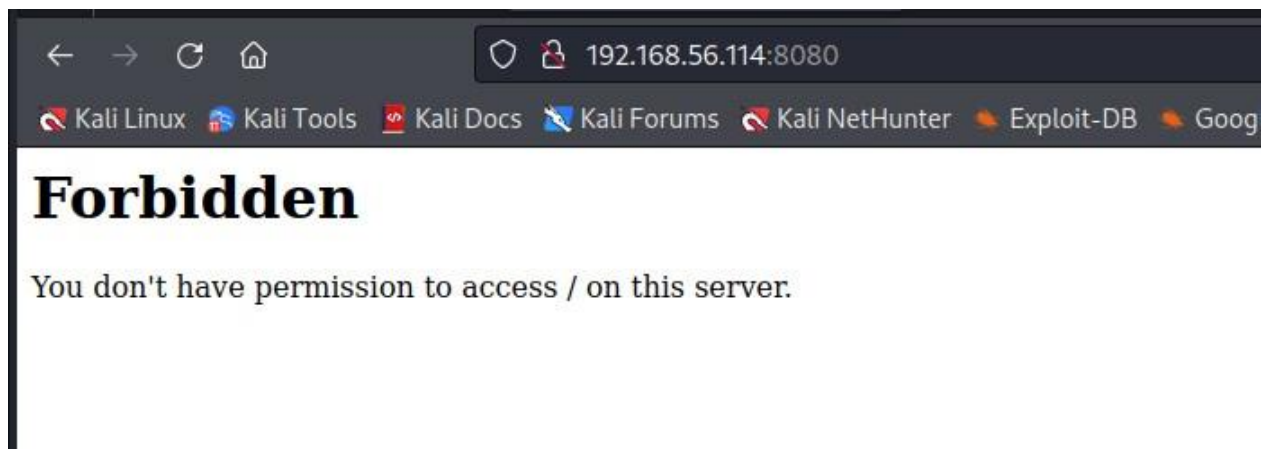 192.168.56.114:8080
Kali Linux Kali Tools Kali Docs Kali Forums Kali NetHunter Exploit-DB Goog
Forbidden
You don't have permission to access / on this server.